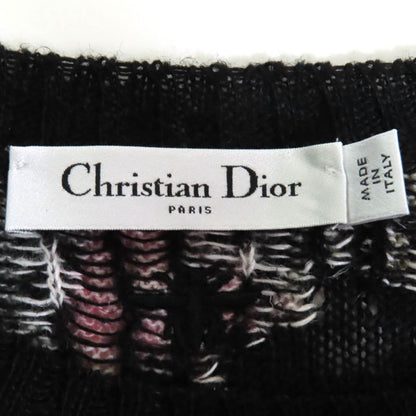 Christian Dior
PARIS
MADE
IN
ITALY